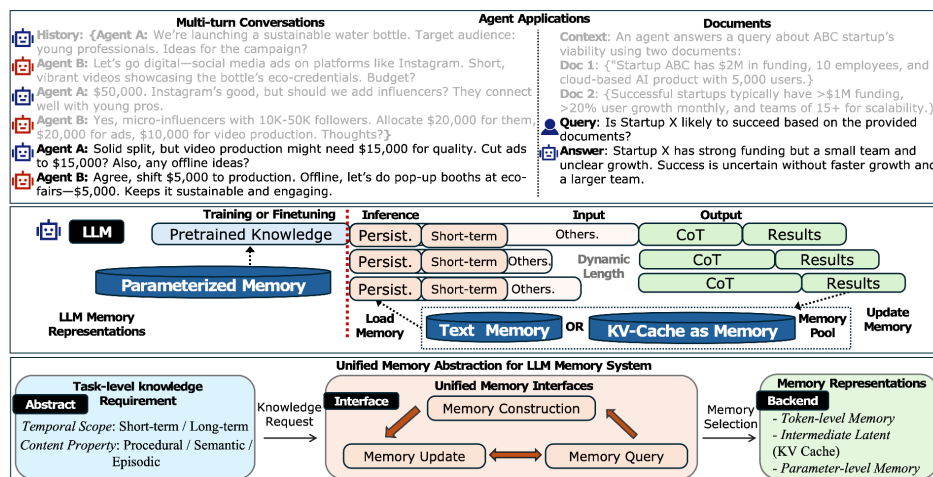 Agent Applications
Multi-turn Conversations
History: {Agent A: We're launching a sustainable water bottle. Target audience:
young professionals. Ideas for the campaign?
Agent B: Let's go digital—social media ads on platforms like Instagram. Short,
vibrant videos showcasing the bottle's eco-credentials. Budget?
Agent A: $50,000. Instagram's good, but should we add influencers? They connect
well with young pros.
Agent B: Yes, micro-influencers with 10K-50K followers. Allocate $20,000 for them,
$20,000 for ads, $10,000 for video production. Thoughts?}
Agent A: Solid split, but video production might need $15,000 for quality. Cut ads
to $15,000? Also, any offline ideas?
Agent B: Agree, shift $5,000 to production. Offline, let's do pop-up booths at eco-
fairs—$5,000. Keeps it sustainable and engaging.
Documents
Context: An agent answers a query about ABC startup's
viability using two documents:
Doc 1: {"Startup ABC has $2M in funding, 10 employees, and
cloud-based AI product with 5,000 users.}
Doc 2: {Successful startups typically have >$1M funding,
>20% user growth monthly, and teams of 15+ for scalability.}
Query: Is Startup X likely to succeed based on the provided
documents?
Answer: Startup X has strong funding but a small team and
unclear growth. Success is uncertain without faster growth and
a larger team.
Training or Finetuning
Inference
Input
Output
LLM
Pretrained Knowledge
Persist.
Short-term
Others.
CoT
Results
Persist.
Short-term
Others.
Dynamic
Length
CoT
Results
Parameterized Memory
Persist.
Short-term
Others.
CoT
Results
LLM Memory
Representations
Load
Memory
Text Memory
OR
KV-Cache as Memory
Memory
Pool
Update
Memory
Unified Memory Abstraction for LLM Memory System
Task-level knowledge
Requirement
Abstract
Temporal Scope: Short-term / Long-term
Content Property: Procedural / Semantic /
Episodic
Knowledge
Request
Unified Memory Interfaces
Interface
Memory Construction
Memory Update
Memory Query
Memory
Selection
Memory Representations
Backend
- Token-level Memory
- Intermediate Latent
(KV Cache)
- Parameter-level Memory